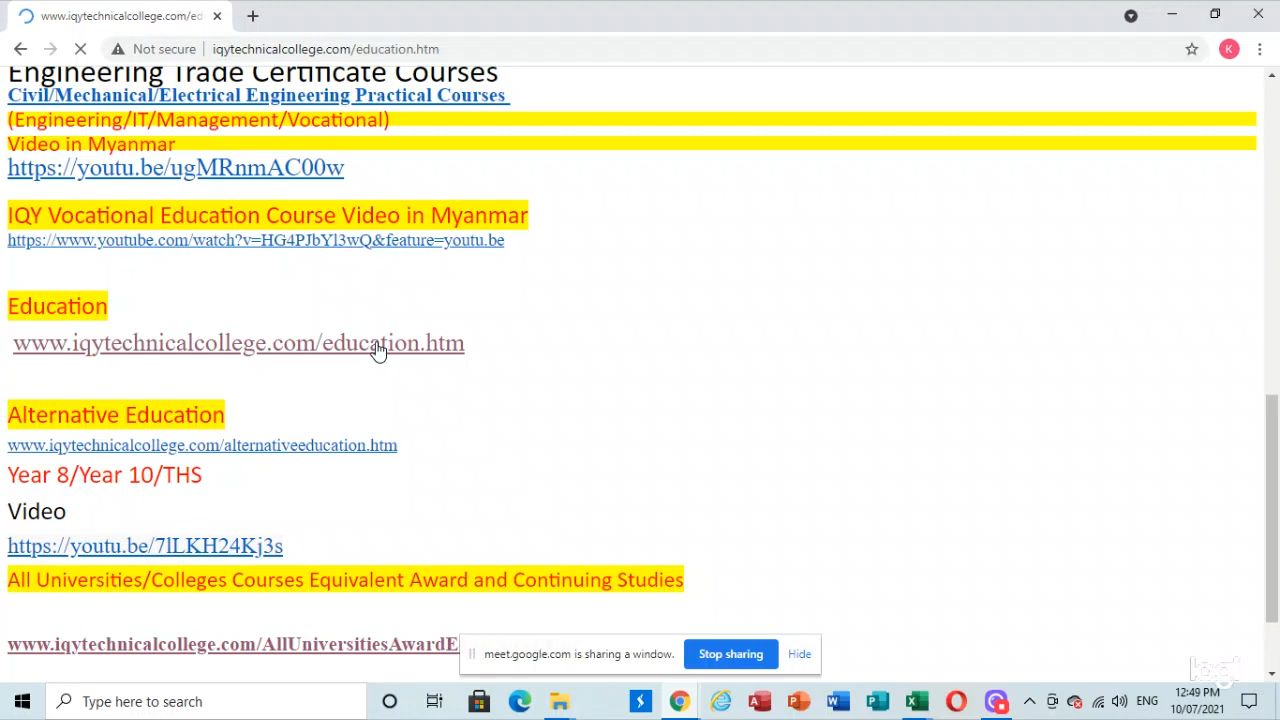 www.iqytechnicalcollege.com/ed
Not secure
iqytechnicalcollege.com/education.htm
K
Engineering Trade Certificate Courses
Civil/Mechanical/Electrical Engineering Practical Courses
(Engineering/IT/Management/Vocational)
Video in Myanmar
https://youtu.be/ugMRnmAC00w
IQY Vocational Education Course Video in Myanmar
https://www.youtube.com/watch?v=HG4PJbYl3wQ&feature=youtu.be
Education
www.iqytechnicalcollege.com/education.htm
Alternative Education
www.iqytechnicalcollege.com/alternativeeducation.htm
Year 8/Year 10/THS
Video
https://youtu.be/7lLKH24Kj3s
All Universities/Colleges Courses Equivalent Award and Continuing Studies
www.iqytechnicalcollege.com/AllUniversitiesAwardE
meet.google.com is sharing a window.
Stop sharing
Hide
Type here to search
ENG
12:49 PM
10/07/2021